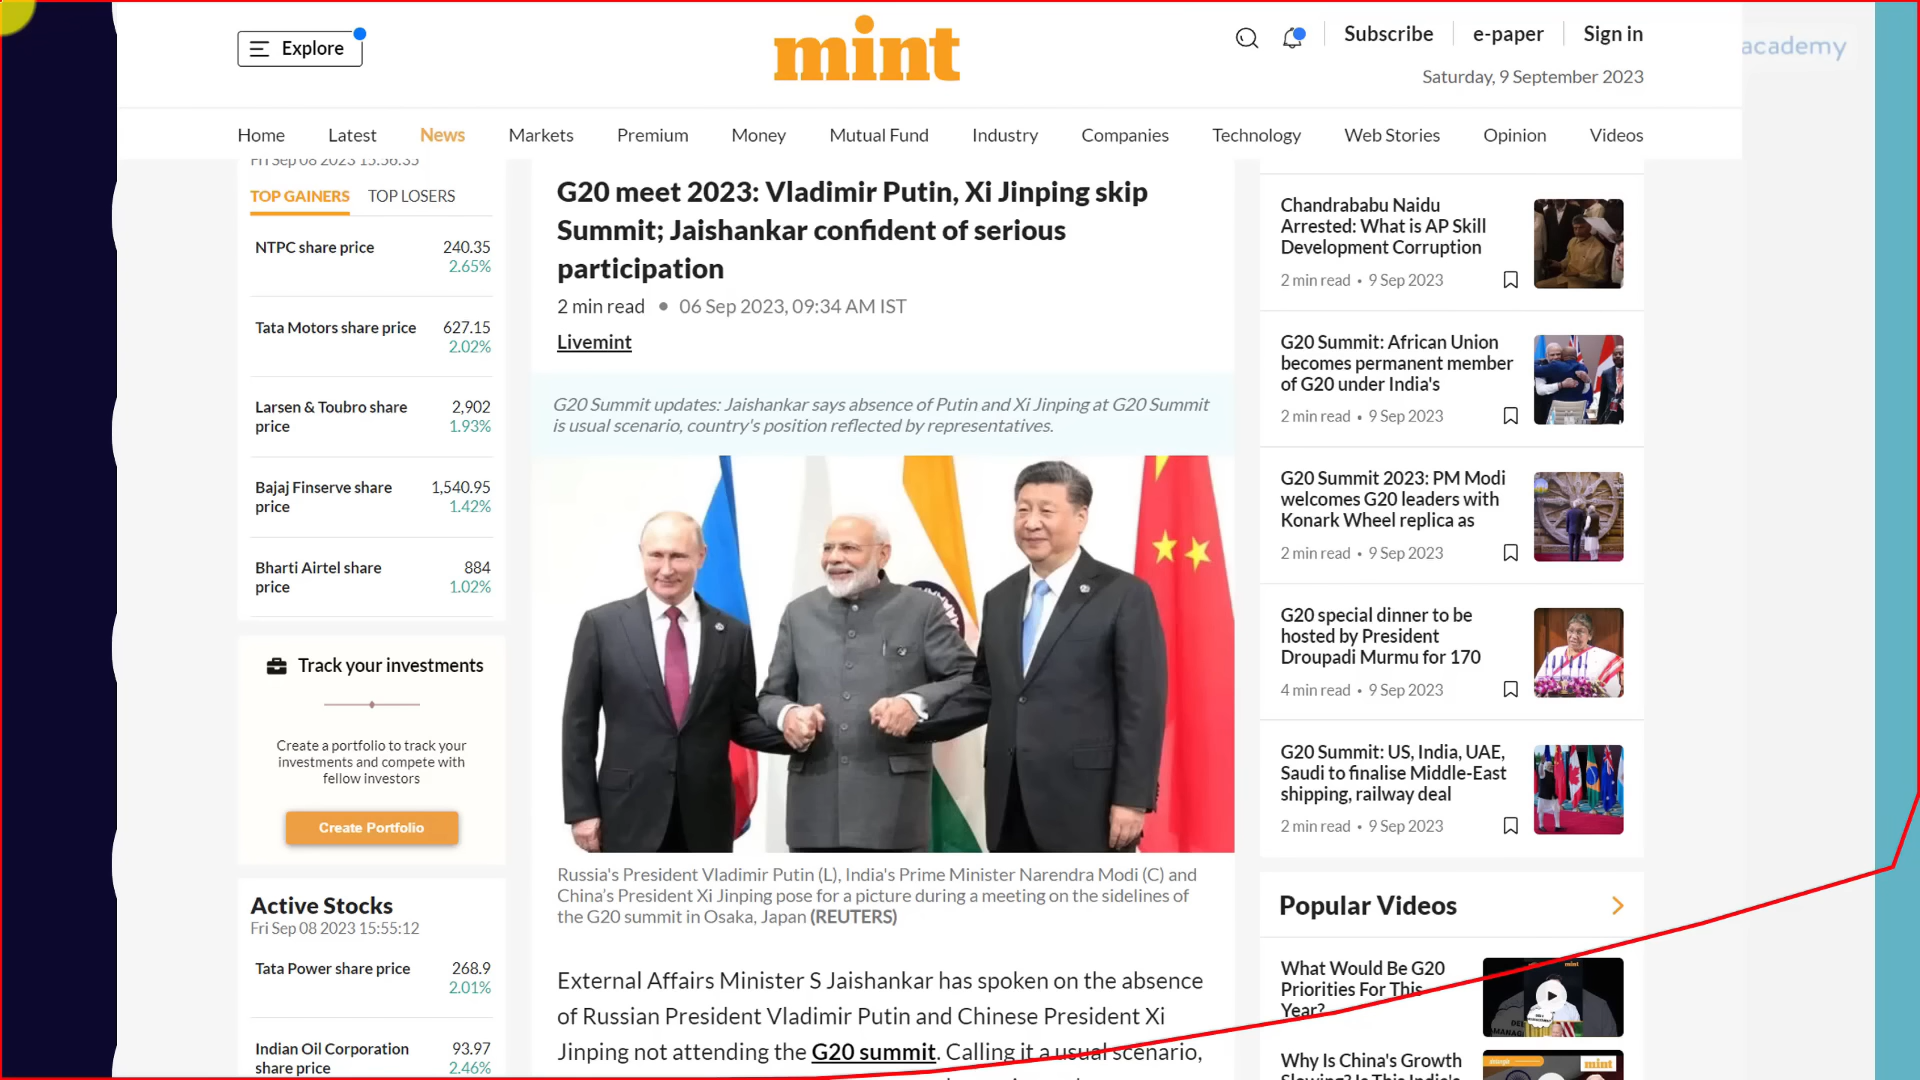 Explore
mint
Subscribe
e-paper
Sign in
Saturday, 9 September 2023
academy
Home
Latest
News
Markets
Premium
Money
Mutual Fund
Industry
Companies
Technology
Web Stories
Opinion
Videos
Fri Sep 08 2023 15:56:35
TOP GAINERS
TOP LOSERS
NTPC share price
240.35
2.65%
Tata Motors share price
627.15
2.02%
Larsen & Toubro share
price
2,902
1.93%
Bajaj Finserve share
price
1,540.95
1.42%
Bharti Airtel share
price
884
1.02%
Track your investments
Create a portfolio to track your
investments and compete with
fellow investors
Create Portfolio
Active Stocks
Fri Sep 08 2023 15:55:12
Tata Power share price
268.9
2.01%
Indian Oil Corporation
share price
93.97
2.46%
G20 meet 2023: Vladimir Putin, Xi Jinping skip
Summit; Jaishankar confident of serious
participation
2 min read • 06 Sep 2023, 09:34 AM IST
Livemint
G20 Summit updates: Jaishankar says absence of Putin and Xi Jinping at G20 Summit
is usual scenario, country's position reflected by representatives.
Russia's President Vladimir Putin (L), India's Prime Minister Narendra Modi (C) and
China's President Xi Jinping pose for a picture during a meeting on the sidelines of
the G20 summit in Osaka, Japan (REUTERS)
External Affairs Minister S Jaishankar has spoken on the absence
of Russian President Vladimir Putin and Chinese President Xi
Jinping not attending the G20 summit. Calling it a usual scenario,
Chandrababu Naidu
Arrested: What is AP Skill
Development Corruption
2 min read • 9 Sep 2023
G20 Summit: African Union
becomes permanent member
of G20 under India's
2 min read • 9 Sep 2023
G20 Summit 2023: PM Modi
welcomes G20 leaders with
Konark Wheel replica as
2 min read • 9 Sep 2023
G20 special dinner to be
hosted by President
Droupadi Murmu for 170
4 min read • 9 Sep 2023
G20 Summit: US, India, UAE,
Saudi to finalise Middle-East
shipping, railway deal
2 min read • 9 Sep 2023
Popular Videos
What Would Be G20
Priorities For This
Year?
mint
Why Is China's Growth
Slowing? Is This India's
mint